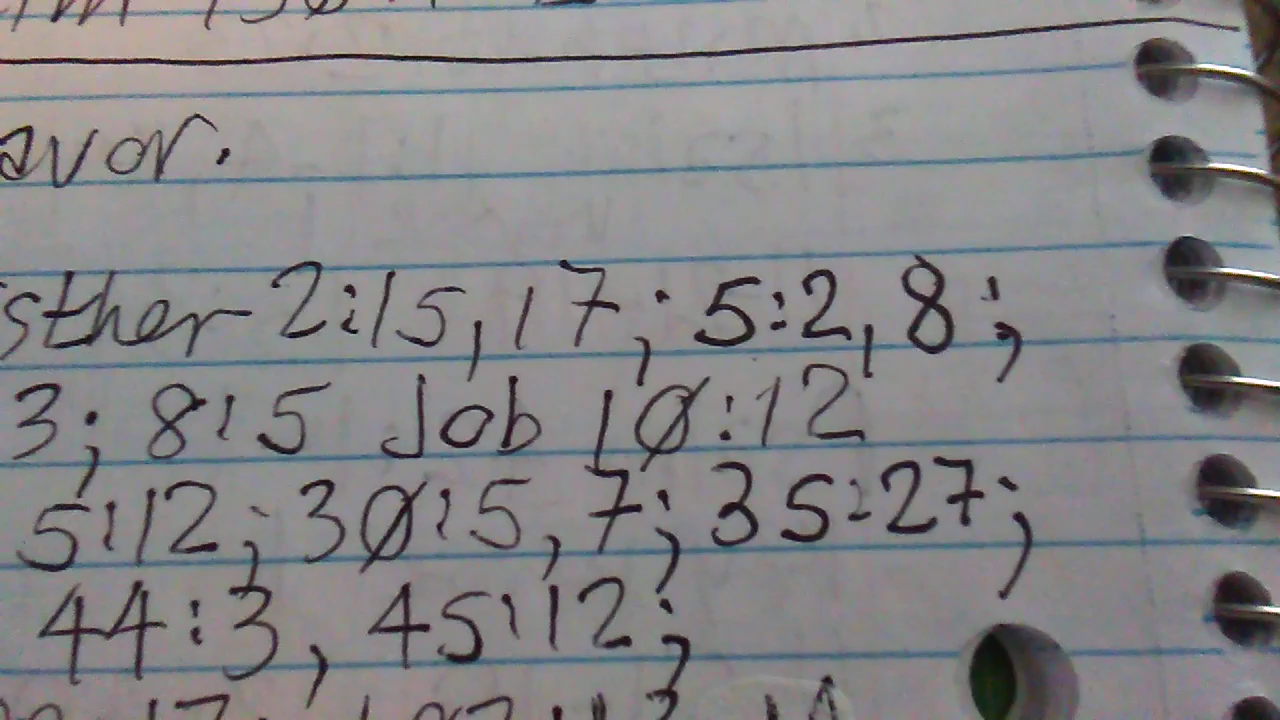 avor.
sther 2:15,17; 5:2,8;
3; 8:5 Job 10:12
5:12; 30:5,7; 35:27;
44:3, 45:12;